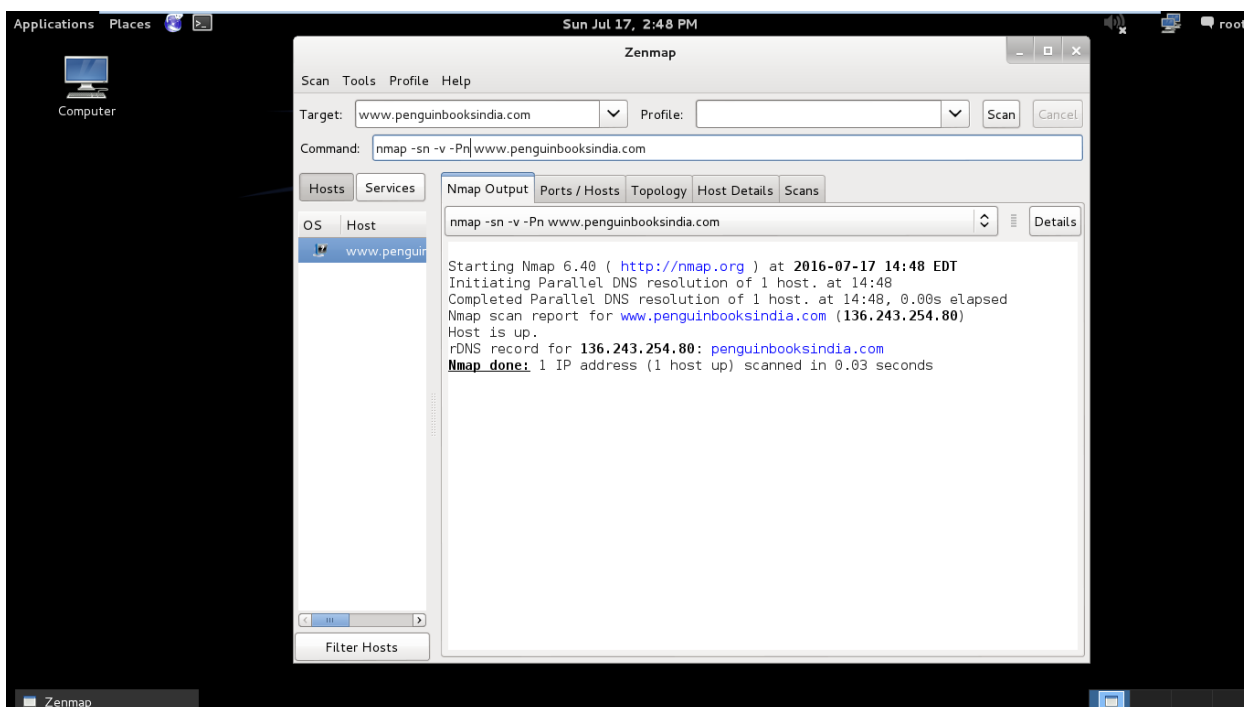 Applications Places Sun Jul 17, 2:48 PM root
Computer
Zenmap
Scan Tools Profile Help
Target: www.penguinbooksindia.com Profile: Scan Cancel
Command: nmap -sn -v -Pn www.penguinbooksindia.com
Hosts Services
Nmap Output Ports / Hosts Topology Host Details Scans
OS Host
nmap -sn -v -Pn www.penguinbooksindia.com Details
www.penguin
Starting Nmap 6.40 ( http://nmap.org ) at 2016-07-17 14:48 EDT
Initiating Parallel DNS resolution of 1 host. at 14:48
Completed Parallel DNS resolution of 1 host. at 14:48, 0.00s elapsed
Nmap scan report for www.penguinbooksindia.com (136.243.254.80)
Host is up.
rDNS record for 136.243.254.80: penguinbooksindia.com
Nmap done: 1 IP address (1 host up) scanned in 0.03 seconds
Filter Hosts
Zenmap